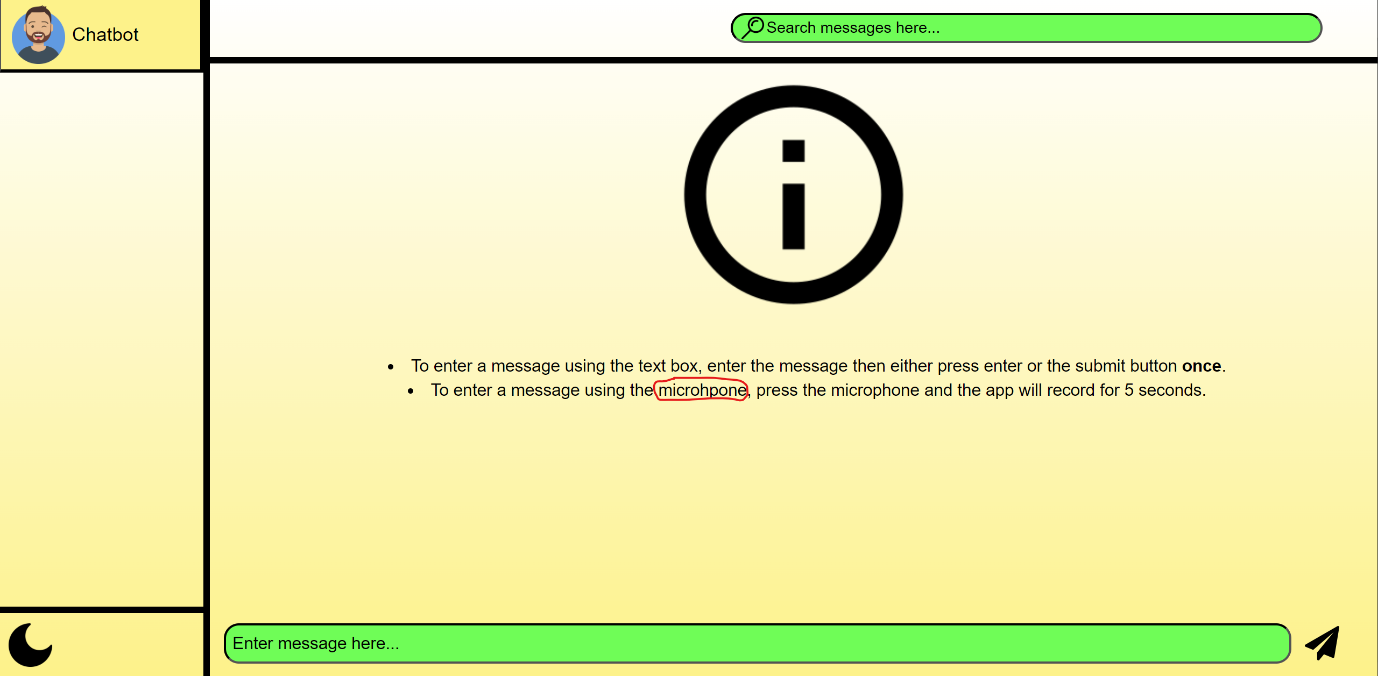 Chatbot
Search messages here...
• To enter a message using the text box, enter the message then either press enter or the submit button once.
• To enter a message using the microhpone, press the microphone and the app will record for 5 seconds.
Enter message here...